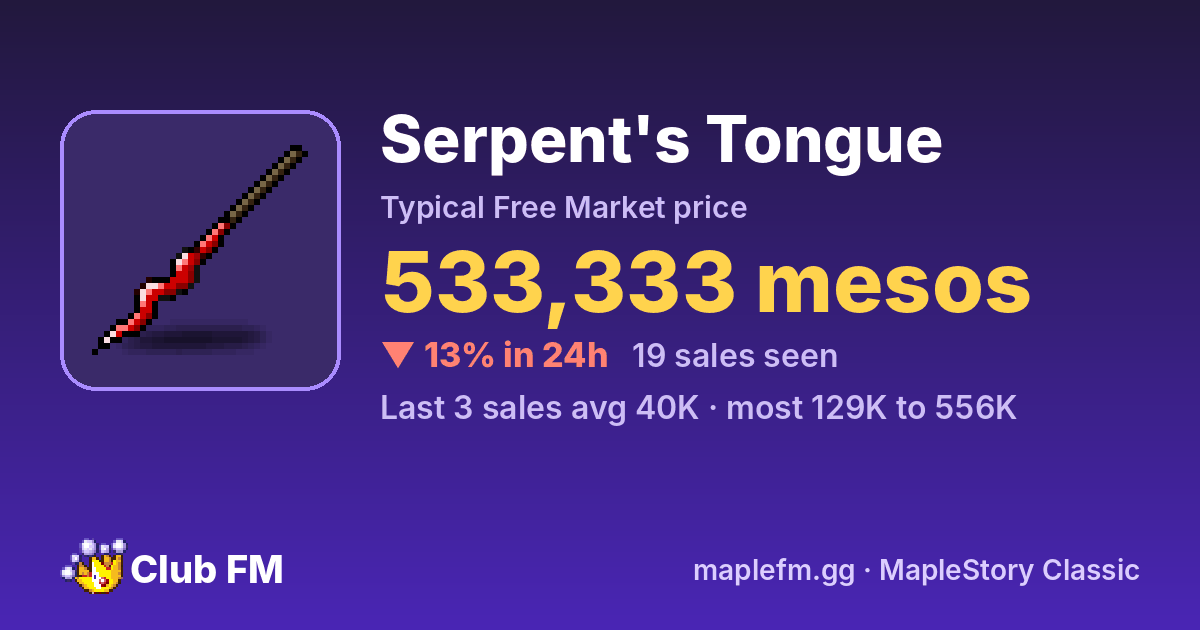 Serpent's Tongue
Typical Free Market price
533,333 mesos
▼ 13% in 24h 19 sales seen
Last 3 sales avg 40K · most 129K to 556K
Club FM
maplefm.gg · MapleStory Classic